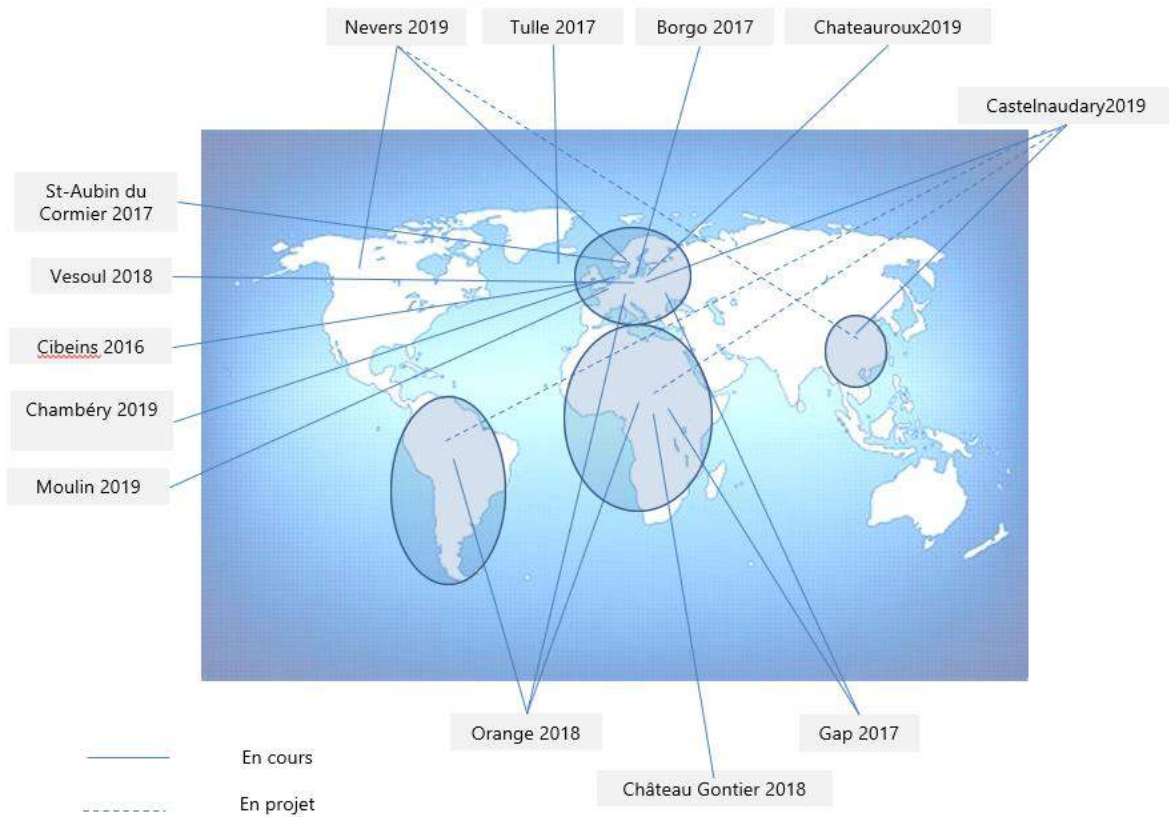 Nevers 2019
Tulle 2017
Borgo 2017
Chateauroux2019
Castelnaudary2019
St-Aubin du
Cormier 2017
Vesoul 2018
Cibeins 2016
Chambéry 2019
Moulin 2019
Orange 2018
Gap 2017
Château Gontier 2018
En cours
En projet